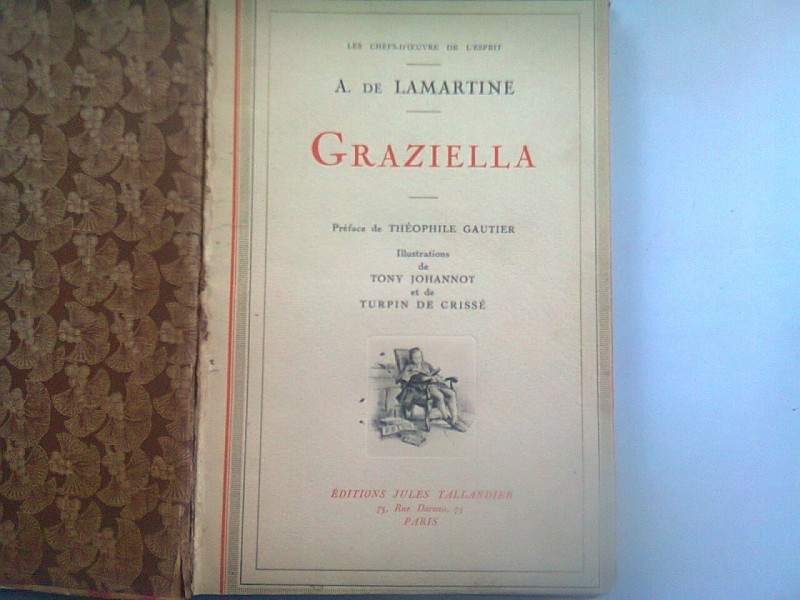 LES CHEFS-D'ŒUVRE DE L'ESPRIT
A. DE LAMARTINE
GRAZIELLA
Préface de THÉOPHILE GAUTIER
Illustrations
de
TONY JOHANNOT
et de
TURPIN DE CRISSÉ
ÉDITIONS JULES TALLANDIER
75, Rue Dareau, 75
PARIS